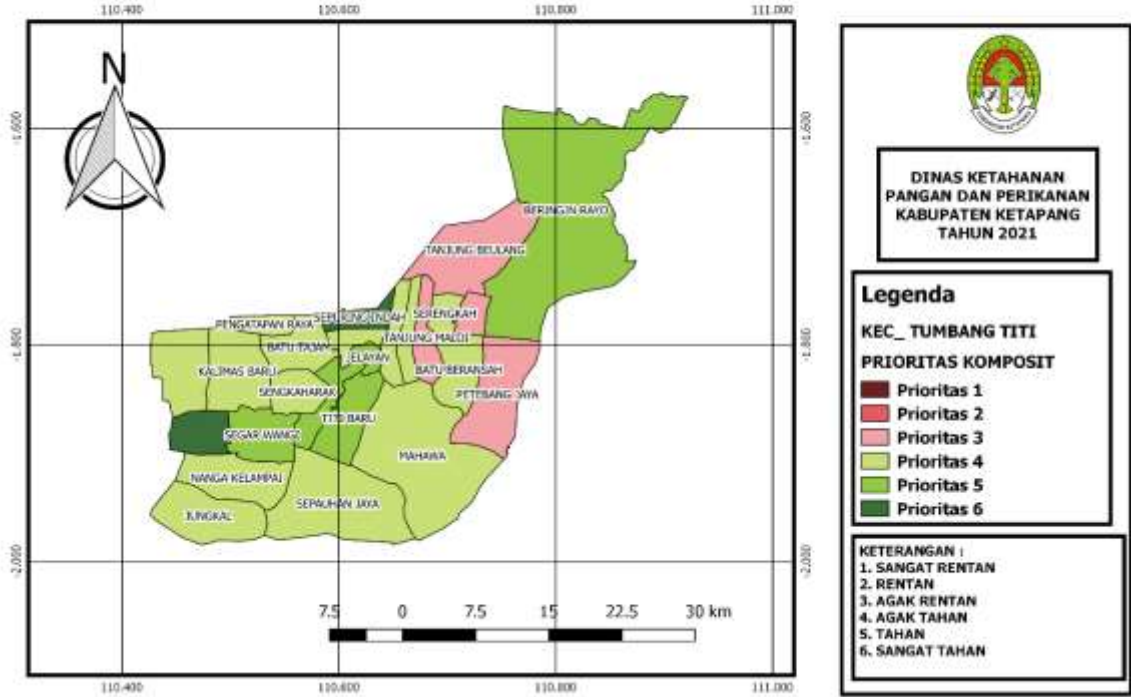 110.400
110.600
110.800
111.000
N
-1.600
-1.600
BERINGIN RAYO
TANJUNG BEULANG
SERENGKAH
PENGATAPAN RAYA
TANJUNG MALOI
-1.800
-1.800
BATU TAJAM
JELAYAN
KALIMAS BARU
BATU BERANSAH
SENGKAHARAK
PETEBANG JAYA
TITI BARU
SEGAR WANGI
MAHAWA
NANGA KELAMPAI
SEPAUHAN JAYA
JUNGKAL
-2.000
-2.000
7.5 0 7.5 15 22.5 30 km
110.400
110.600
110.800
111.000
DINAS KETAHANAN
PANGAN DAN PERIKANAN
KABUPATEN KETAPANG
TAHUN 2021
Legenda
KEC_ TUMBANG TITI
PRIORITAS KOMPOSIT
Prioritas 1
Prioritas 2
Prioritas 3
Prioritas 4
Prioritas 5
Prioritas 6
KETERANGAN :
1. SANGAT RENTAN
2. RENTAN
3. AGAK RENTAN
4. AGAK TAHAN
5. TAHAN
6. SANGAT TAHAN